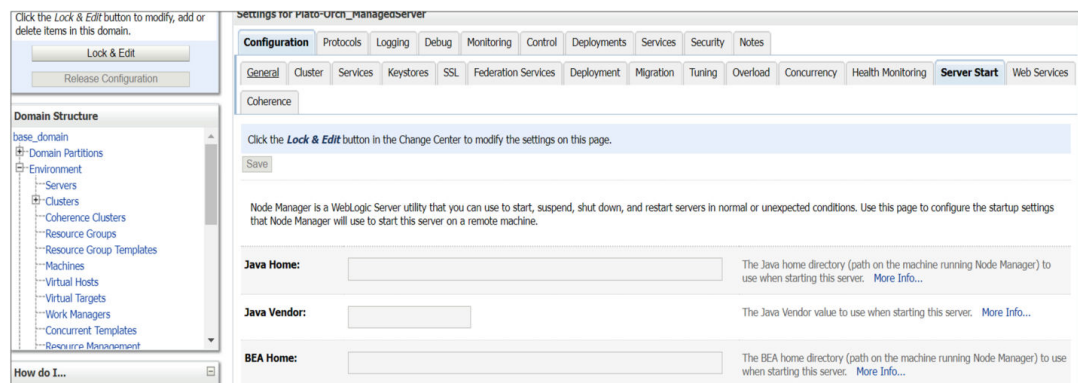 Click the Lock & Edit button to modify, add or
delete items in this domain.
Lock & Edit
Release Configuration
Domain Structure
base_domain
Domain Partitions
Environment
Servers
Clusters
Coherence Clusters
Resource Groups
Resource Group Templates
Machines
Virtual Hosts
Virtual Targets
Work Managers
Concurrent Templates
Resource Management
How do I...
Settings for Plato-Orch_ManagedServer
Configuration Protocols Logging Debug Monitoring Control Deployments Services Security Notes
General Cluster Services Keystores SSL Federation Services Deployment Migration Tuning Overload Concurrency Health Monitoring Server Start Web Services
Coherence
Click the Lock & Edit button in the Change Center to modify the settings on this page.
Save
Node Manager is a WebLogic Server utility that you can use to start, suspend, shut down, and restart servers in normal or unexpected conditions. Use this page to configure the startup settings
that Node Manager will use to start this server on a remote machine.
Java Home:
The Java home directory (path on the machine running Node Manager) to
use when starting this server. More Info...
Java Vendor:
The Java Vendor value to use when starting this server. More Info...
BEA Home:
The BEA home directory (path on the machine running Node Manager) to use
when starting this server. More Info...